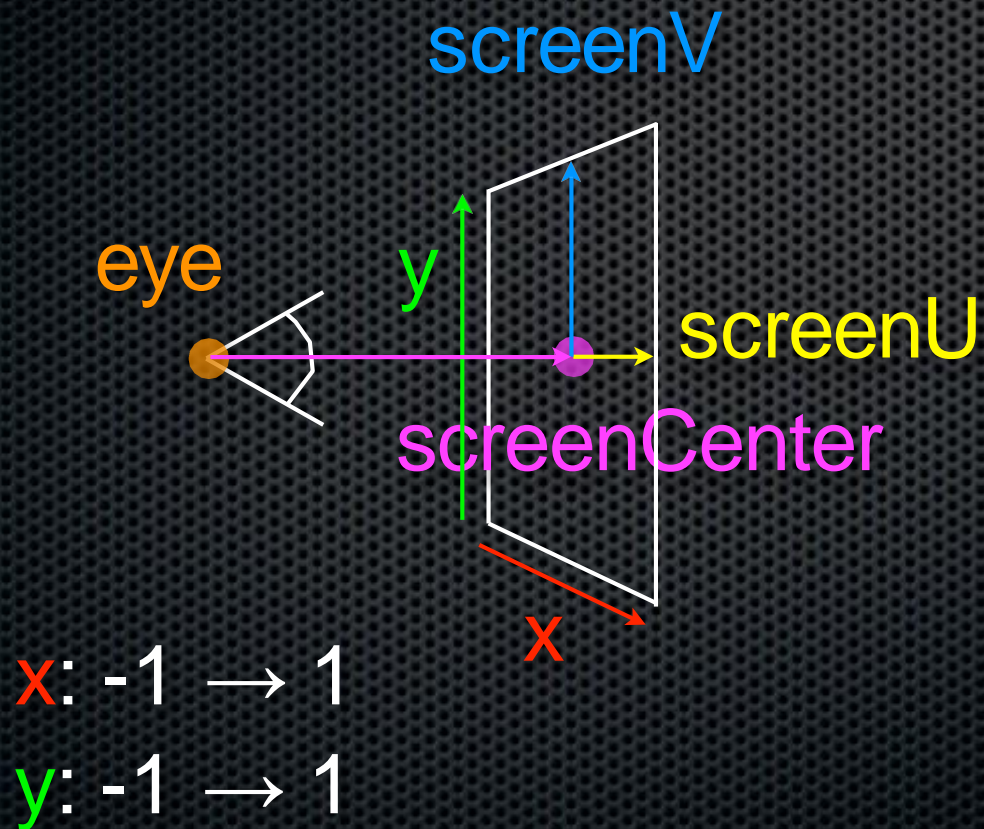 screenV
eye
y
screenU
screenCenter
x
x: -1 → 1
y: -1 → 1